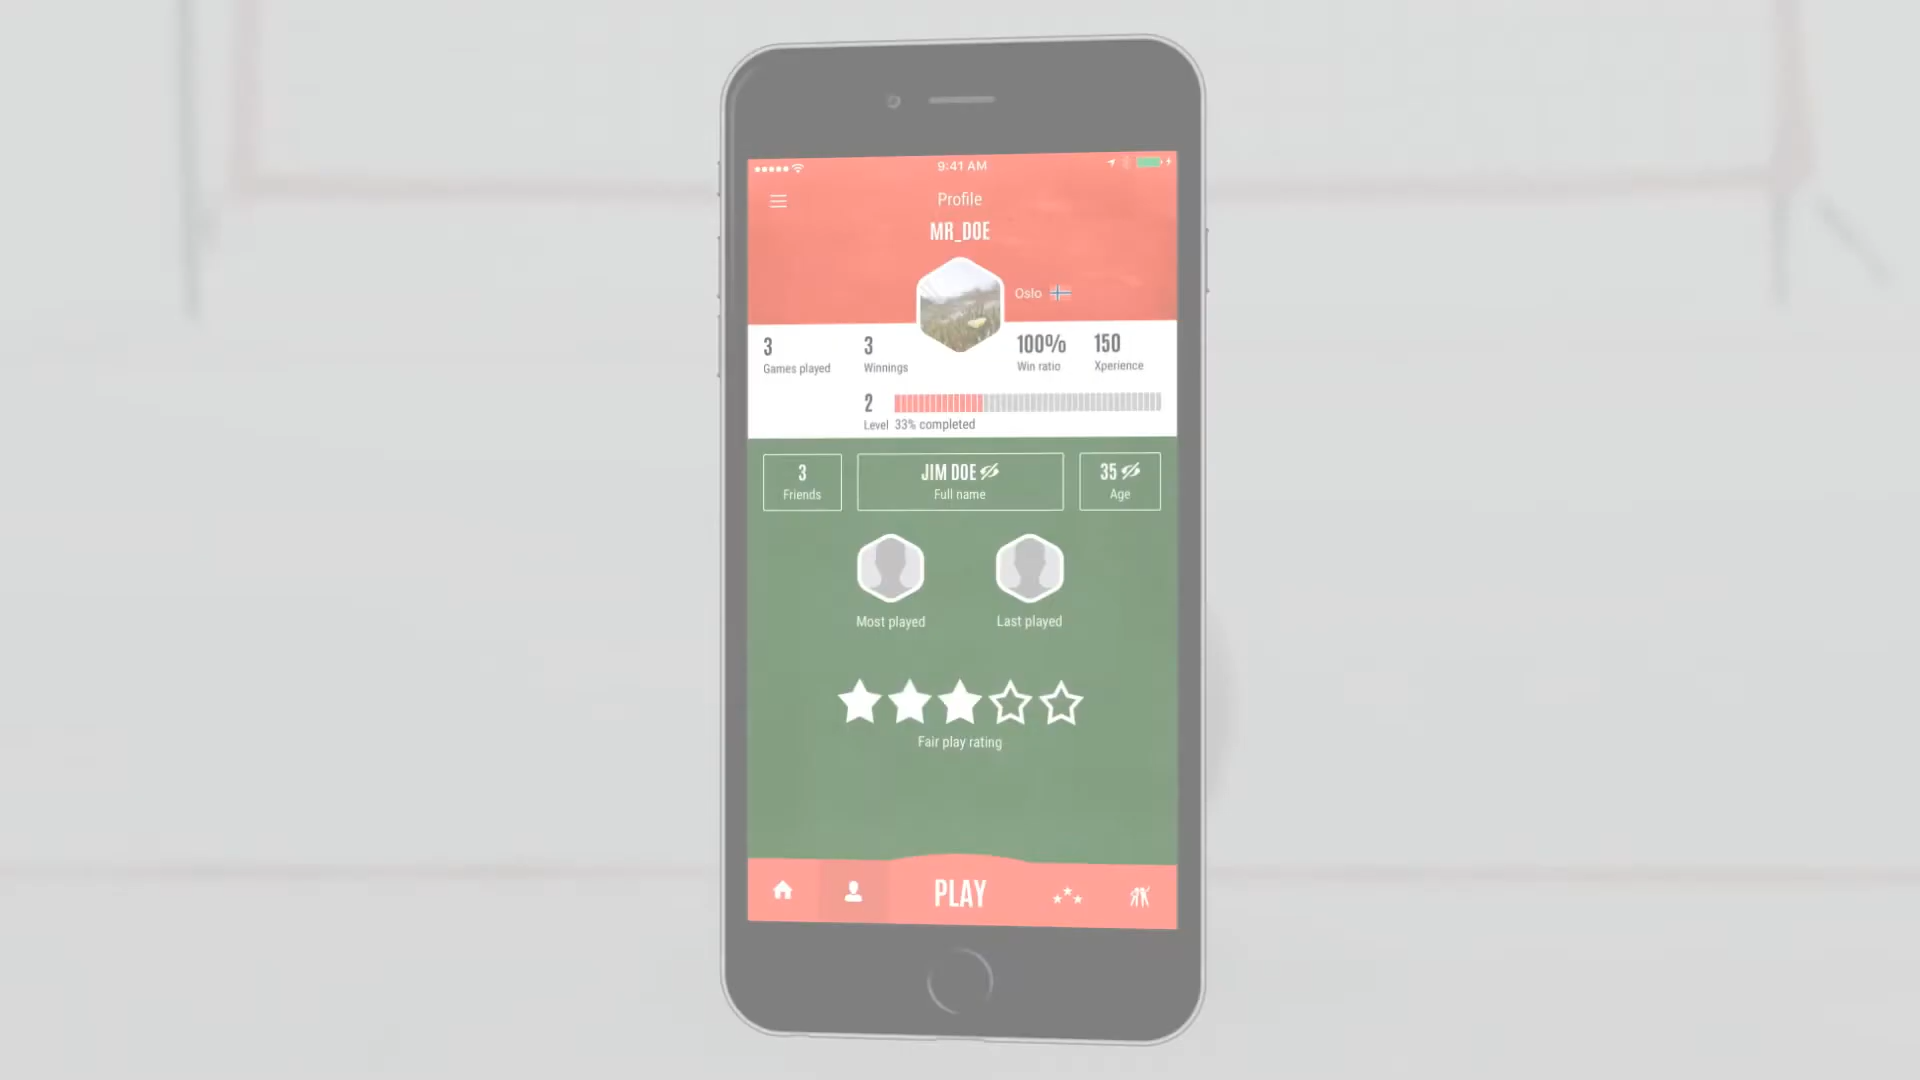 9:41 AM
Profile
MR_DOE
Oslo
3
Games played
3
Winnings
100%
Win ratio
150
Xperience
2
Level
33% completed
3
Friends
JIM DOE
Full name
35
Age
Most played
Last played
Fair play rating
PLAY